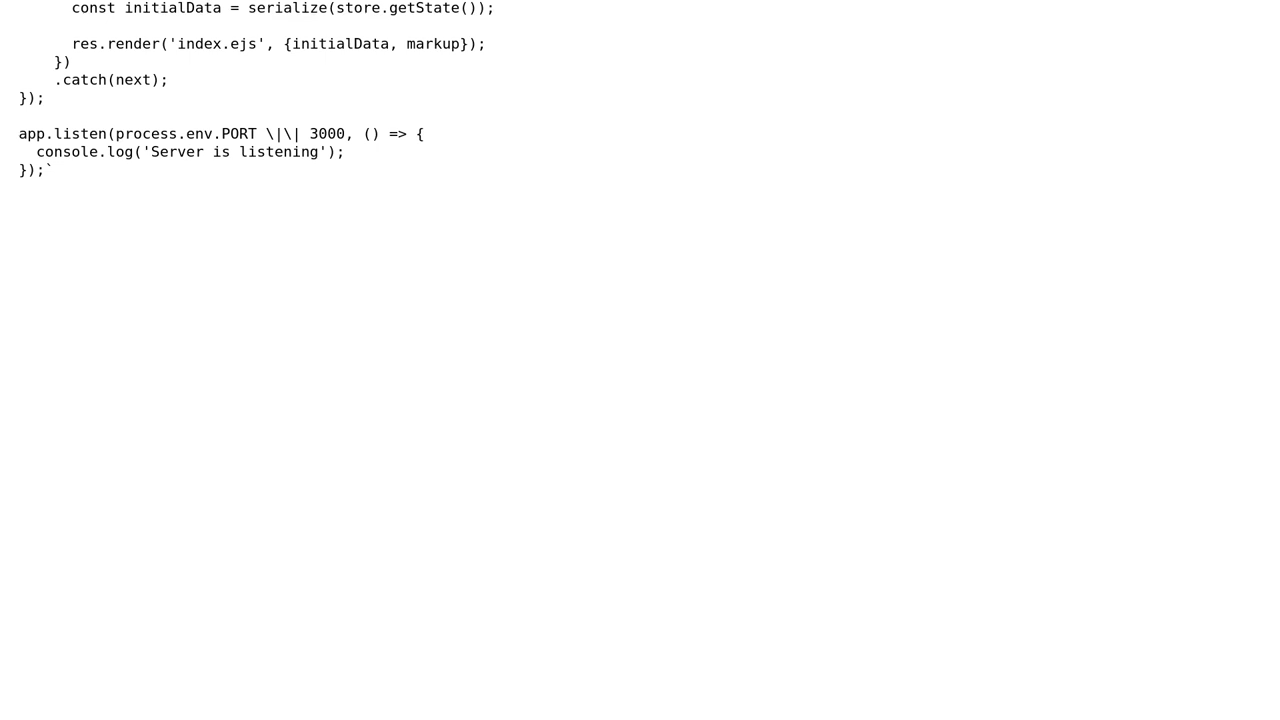 const initialData = serialize(store.getState());

      res.render('index.ejs', {initialData, markup});
    })
    .catch(next);
});

app.listen(process.env.PORT \|\| 3000, () => {
  console.log('Server is listening');
});`